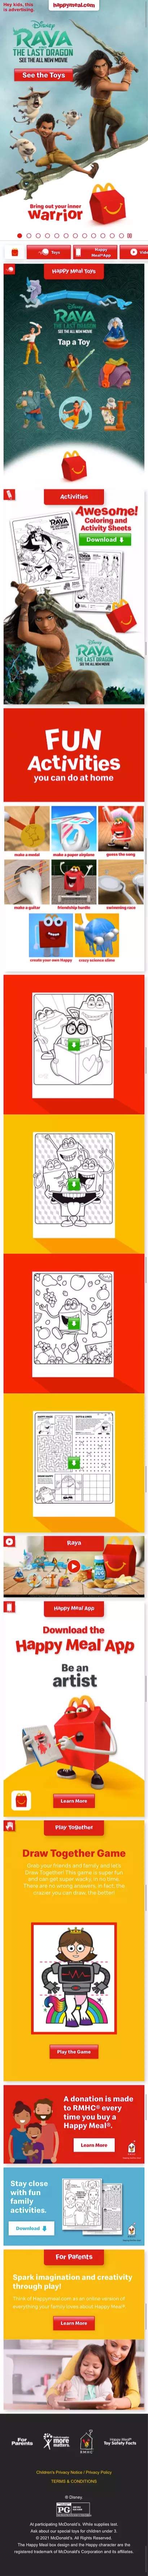 Hey kids, this
is advertising.
happymeal.com
Disney
RAYA
AND
THE LAST DRAGON
SEE THE ALL NEW MOVIE
See the Toys
Bring out your inner
warrior
Toys
Happy
Meal®App
Happy Meal Toys
Disney
RAYA
THE LAST DRAGON
SEE THE ALL NEW MOVIE
Tap a Toy
Activities
Awesome!
Coloring and
Activity Sheets
Download
Disney
RAYA
THE LAST DRAGON
SEE THE ALL NEW MOVIE
FUN
Activities
you can do at home
make a medal
make a paper airplane
guess the song
make a guitar
friendship hurdle
swimming race
create your own Happy
crazy science slime
Raya
Happy Meal App
Download the
Happy Meal® App
Be an
artist
Learn More
Play Together
Draw Together Game
Grab your friends and family and let's
Draw Together! This game is super fun
and can get super wacky, in no time.
There are no wrong answers. In fact, the
crazier you can draw, the better!
Play the Game
A donation is made
to RMHC® every
time you buy a
Happy Meal®.
Learn More
Stay close
with fun
family
activities.
Download
For Parents
Spark imagination and creativity
through play!
Think of Happymeal.com as an online version of
everything your family loves about Happy Meal®.
Learn More
For
Parents
more
matters.
RMHC
Happy Meal®
Toy Safety Facts
Children's Privacy Notice / Privacy Policy
TERMS & CONDITIONS
© Disney
PG
At participating McDonald's. While supplies last.
Ask about our special toys for children under 3.
© 2021 McDonald's. All Rights Reserved.
The Happy Meal box design and the Happy character are the
registered trademark of McDonald's Corporation and its affiliates.